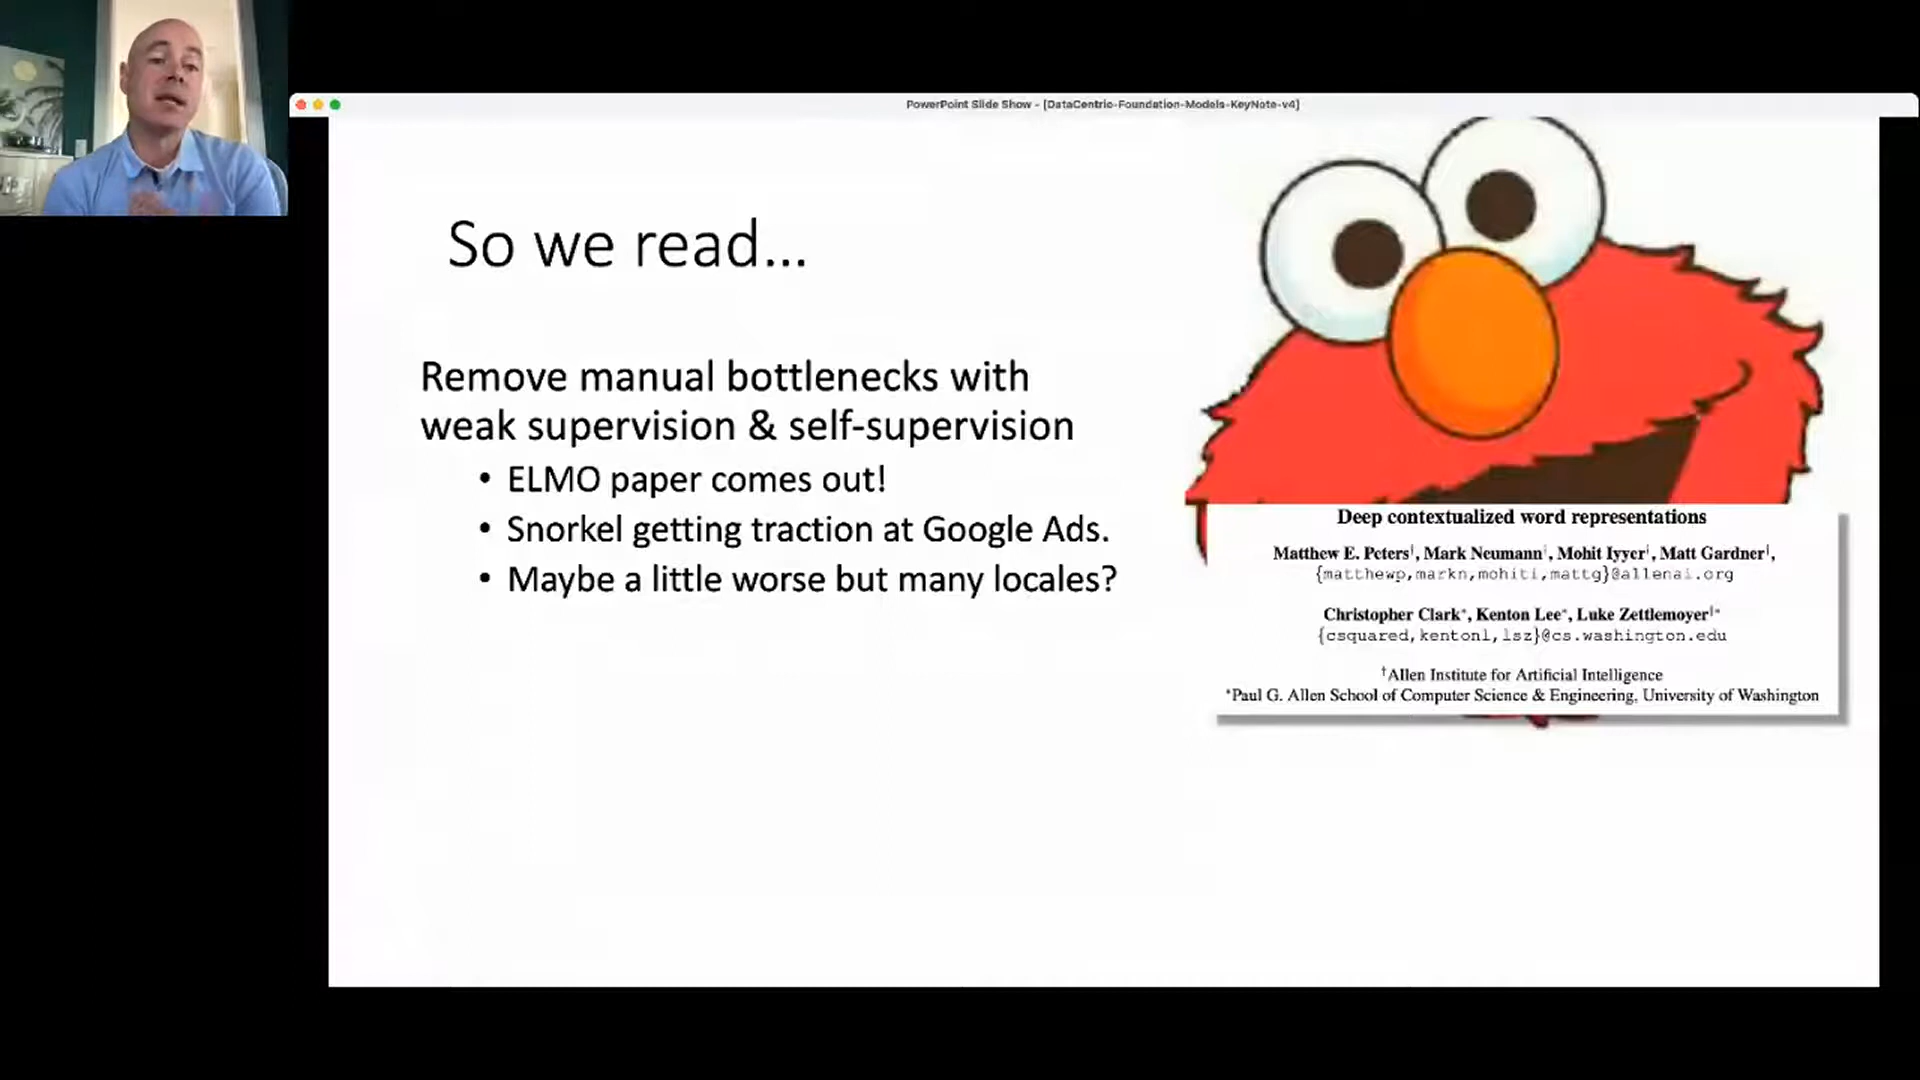 PowerPoint Slide Show - [DataCentric-Foundation-Models-KeyNote-v4]
So we read...
Remove manual bottlenecks with
weak supervision & self-supervision
• ELMO paper comes out!
• Snorkel getting traction at Google Ads.
• Maybe a little worse but many locales?
Deep contextualized word representations
Matthew E. Peters†, Mark Neumann†, Mohit Iyyer†, Matt Gardner†,
{matthewp,markn,mohiti,mattg}@allenai.org
Christopher Clark*, Kenton Lee*, Luke Zettlemoyer†*
{csquared,kentonl,lsz}@cs.washington.edu
†Allen Institute for Artificial Intelligence
*Paul G. Allen School of Computer Science & Engineering, University of Washington